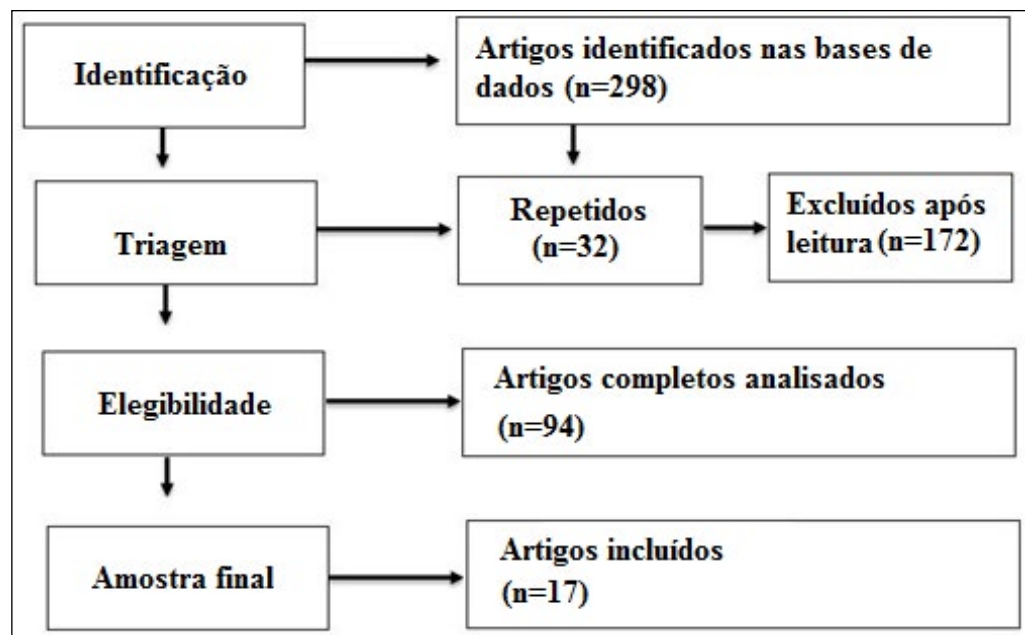 Identificação
Artigos identificados nas bases de
dados (n=298)
Triagem
Repetidos
(n=32)
Excluídos após
leitura (n=172)
Elegibilidade
Artigos completos analisados
(n=94)
Amostra final
Artigos incluídos
(n=17)